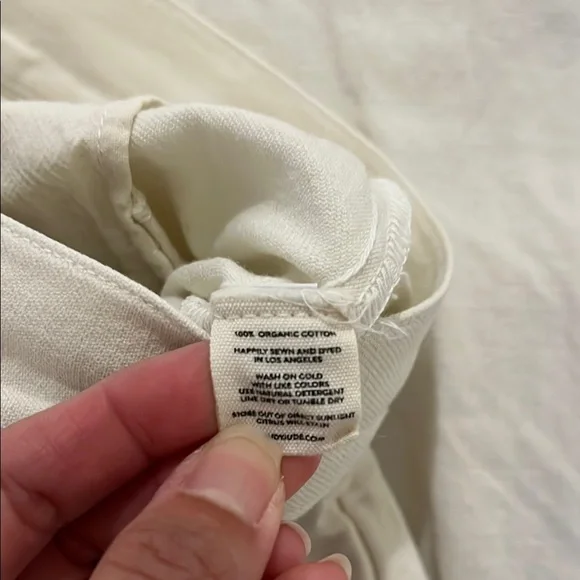 100% ORGANIC COTTON
HAPPILY SEWN AND DYED
IN LOS ANGELES
WASH ON COLD
WITH LIKE COLORS
USE NATURAL DETERGENT
LINE DRY OR TUMBLE DRY
STORE OUT OF DIRECT SUNLIGHT
CITRUS WILL STAIN